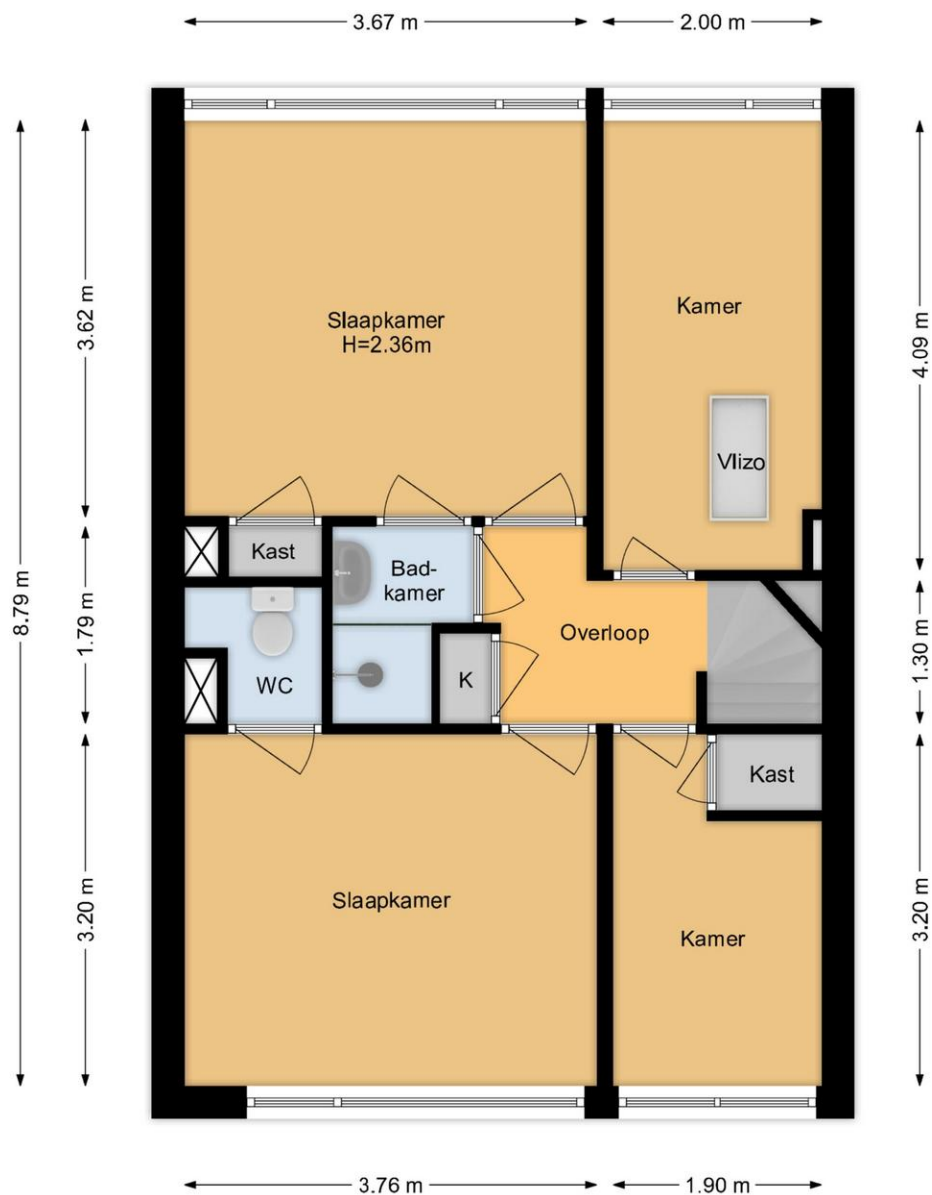 3.67 m
2.00 m
8.79 m
3.62 m
1.79 m
3.20 m
4.09 m
1.30 m
3.20 m
Slaapkamer
H=2.36m
Kamer
Vlizo
Kast
Bad-
kamer
Overloop
WC
K
Kast
Slaapkamer
Kamer
3.76 m
1.90 m